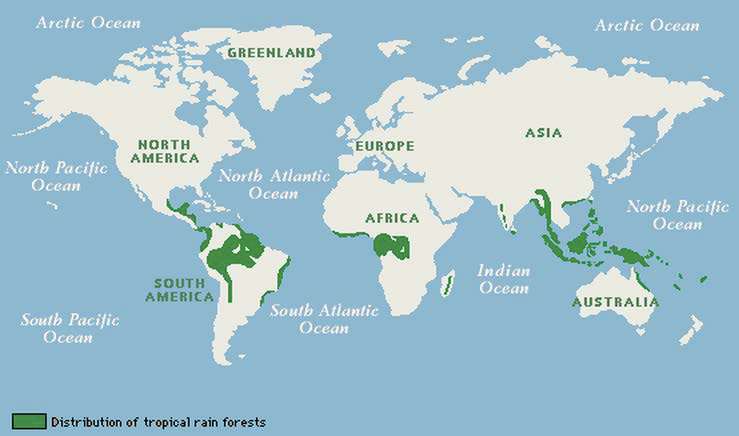 Arctic Ocean
Arctic Ocean
GREENLAND
NORTH
AMERICA
EUROPE
ASIA
North Pacific
Ocean
North Atlantic
Ocean
AFRICA
North Pacific
Ocean
SOUTH
AMERICA
Indian
Ocean
AUSTRALIA
South Pacific
Ocean
South Atlantic
Ocean
Distribution of tropical rain forests